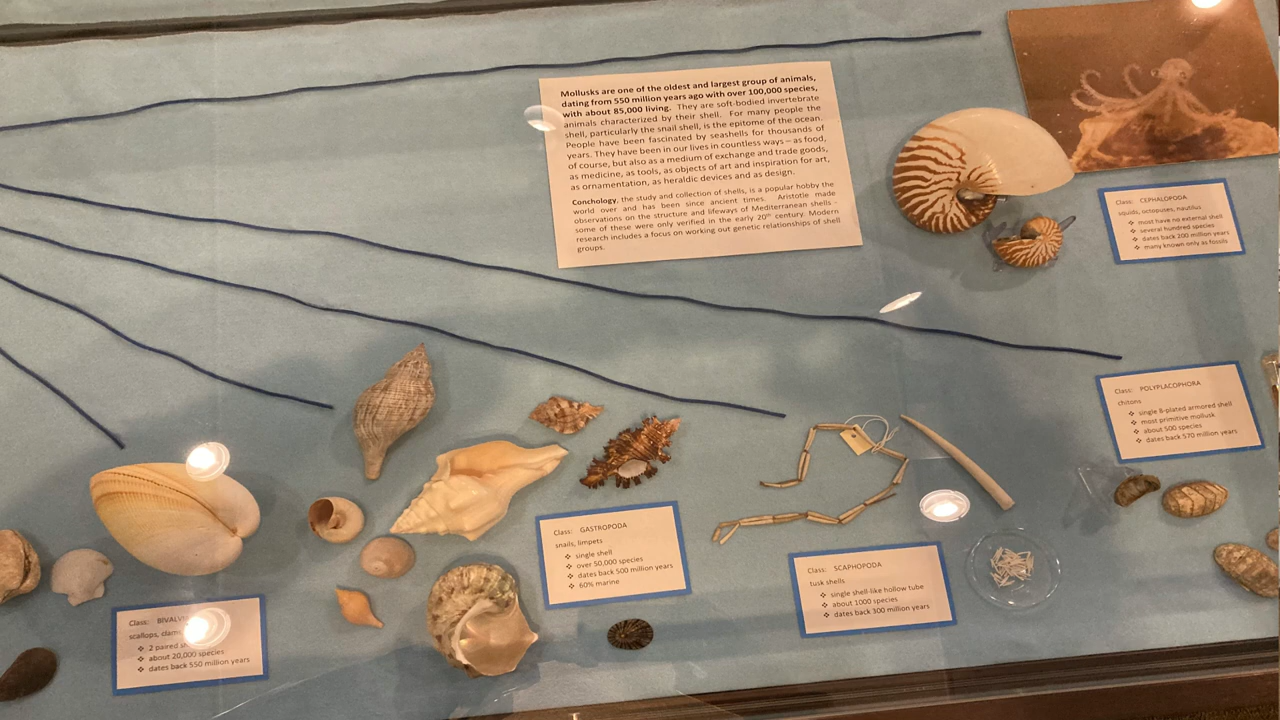 Mollusks are one of the oldest and largest group of animals,
dating from 550 million years ago with over 100,000 species,
with about 85,000 living. They are soft-bodied invertebrate
animals characterized by their shell. For many people the
shell, particularly the snail shell, is the epitome of the ocean.
People have been fascinated by seashells for thousands of
years. They have been in our lives in countless ways – as food,
of course, but also as a medium of exchange and trade goods,
as medicine, as tools, as objects of art and inspiration for art,
as ornamentation, as heraldic devices and as design.
Conchology, the study and collection of shells, is a popular hobby the
world over and has been since ancient times. Aristotle made
observations on the structure and lifeways of Mediterranean shells -
some of these were only verified in the early 20th century. Modern
research includes a focus on working out genetic relationships of shell
groups.
Class: CEPHALOPODA
squids, octopuses, nautilus
❖ most have no external shell
❖ several hundred species
❖ dates back 200 million years
❖ many known only as fossils
Class: POLYPLACOPHORA
chitons
❖ single 8-plated armored shell
❖ most primitive mollusk
❖ about 500 species
❖ dates back 570 million years
Class: GASTROPODA
snails, limpets
❖ single shell
❖ over 50,000 species
❖ dates back 500 million years
❖ 60% marine
Class: SCAPHOPODA
tusk shells
❖ single shell-like hollow tube
❖ about 1000 species
❖ dates back 300 million years
Class:
scallops,
❖ 2 paired
❖ about 20,000 species
❖ dates back 550 million years